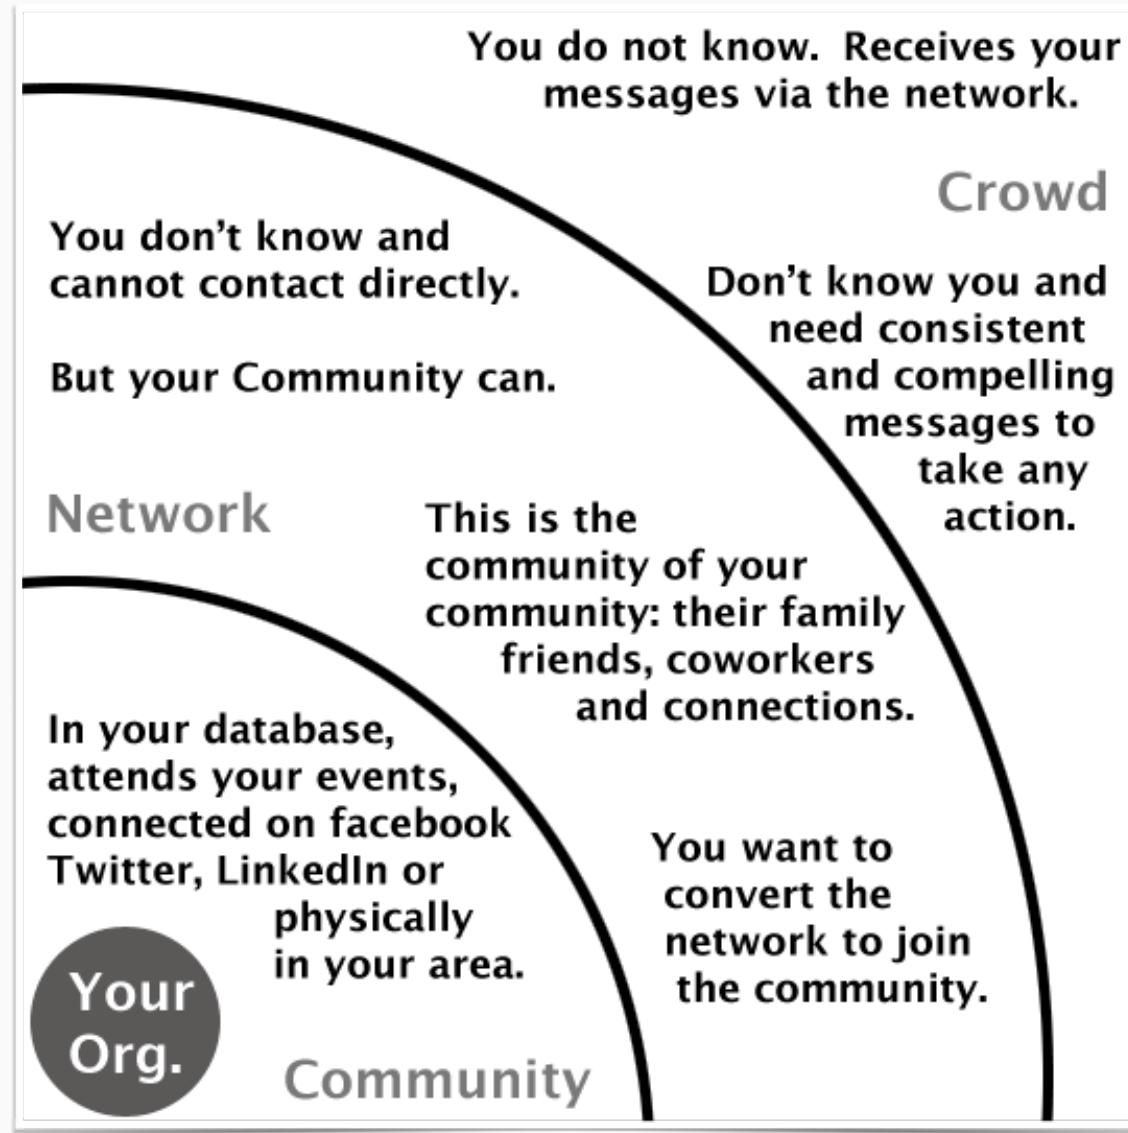 You do not know. Receives your
messages via the network.
Crowd
Don't know you and
need consistent
and compelling
messages to
take any
action.
You don't know and
cannot contact directly.
But your Community can.
Network
This is the
community of your
community: their family
friends, coworkers
and connections.
You want to
convert the
network to join
the community.
In your database,
attends your events,
connected on facebook
Twitter, LinkedIn or
physically
in your area.
Your
Org.
Community